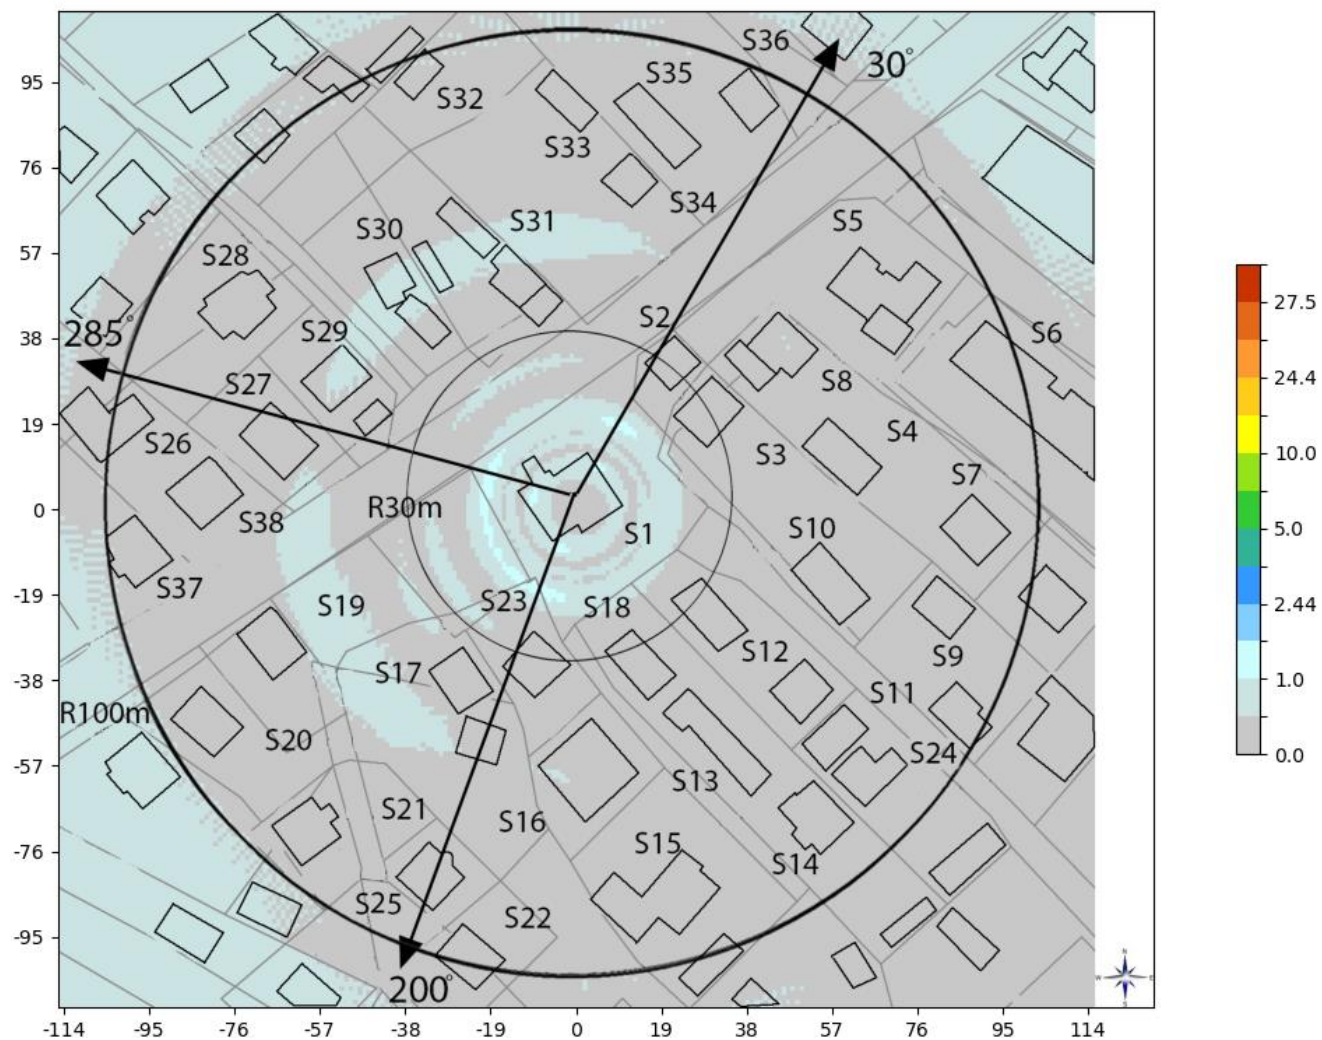 S36
30°
95
S35
S32
27.5
76
S33
S34
24.4
57
S31
S30
S5
S28
10.0
38
285°
S29
S2
S6
5.0
19
S27
S8
S26
S4
S3
2.44
0
R30m
S7
S38
S1
S10
1.0
-19
S37
S19
S23
S18
0.0
-38
S17
S12
S9
R100m
S11
S20
S24
-57
S13
S21
S16
-76
S15
S14
S25
S22
-95
200°
N
W E
S
-114 -95 -76 -57 -38 -19 0 19 38 57 76 95 114